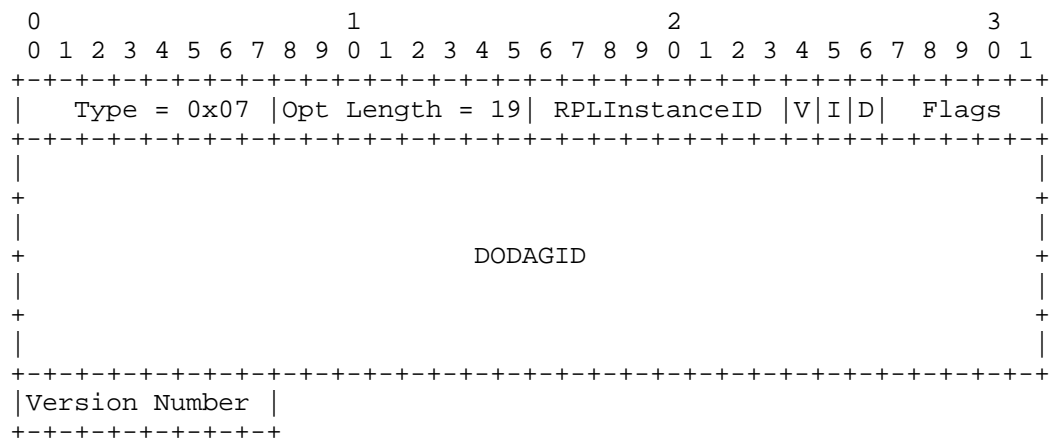 0                   1                   2                   3
 0 1 2 3 4 5 6 7 8 9 0 1 2 3 4 5 6 7 8 9 0 1 2 3 4 5 6 7 8 9 0 1
+-+-+-+-+-+-+-+-+-+-+-+-+-+-+-+-+-+-+-+-+-+-+-+-+-+-+-+-+-+-+-+-+
|   Type = 0x07 |Opt Length = 19| RPLInstanceID |V|I|D|  Flags  |
+-+-+-+-+-+-+-+-+-+-+-+-+-+-+-+-+-+-+-+-+-+-+-+-+-+-+-+-+-+-+-+-+
|                                                               |
+                                                               +
|                                                               |
+                            DODAGID                            +
|                                                               |
+                                                               +
|                                                               |
+-+-+-+-+-+-+-+-+-+-+-+-+-+-+-+-+-+-+-+-+-+-+-+-+-+-+-+-+-+-+-+-+
|Version Number |
+-+-+-+-+-+-+-+-+